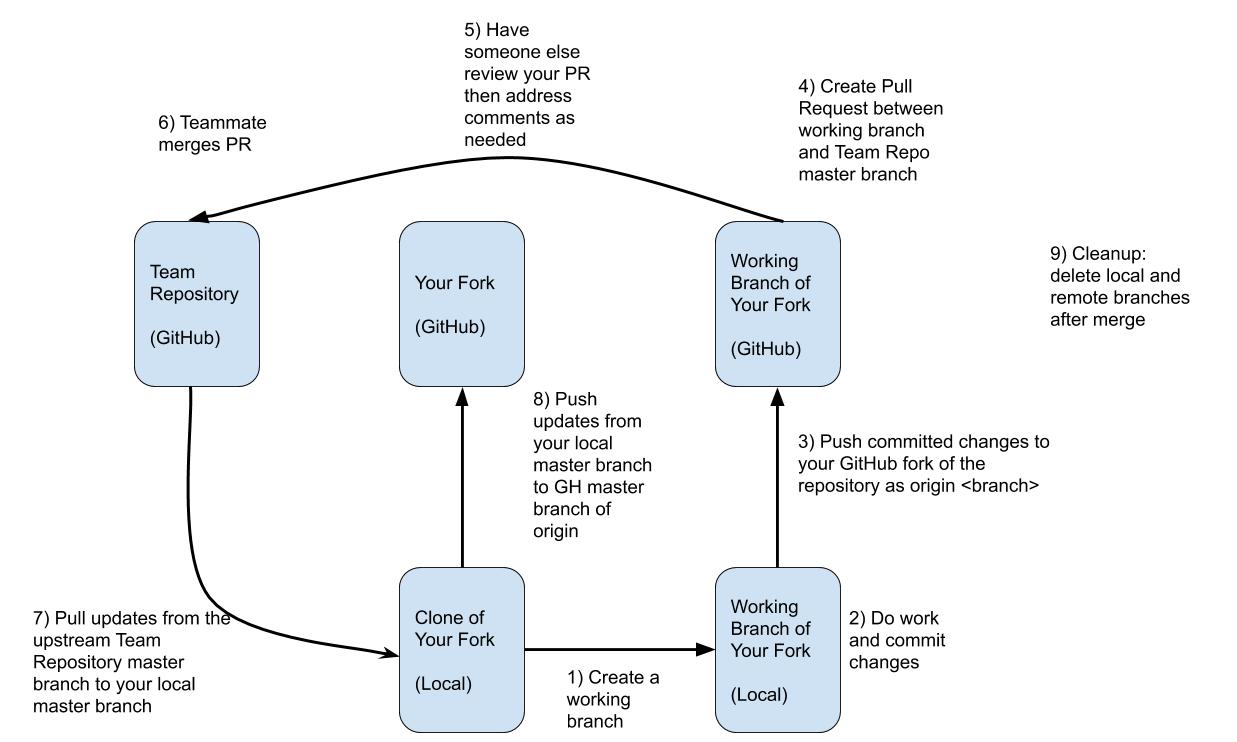 5) Have
someone else
review your PR
then address
comments as
needed
4) Create Pull
Request between
working branch
and Team Repo
master branch
6) Teammate
merges PR
Team
Repository
(GitHub)
Your Fork
(GitHub)
Working
Branch of
Your Fork
(GitHub)
9) Cleanup:
delete local and
remote branches
after merge
8) Push
updates from
your local
master branch
to GH master
branch of
origin
3) Push committed changes to
your GitHub fork of the
repository as origin <branch>
7) Pull updates from the
upstream Team
Repository master
branch to your local
master branch
Clone of
Your Fork
(Local)
1) Create a
working
branch
Working
Branch of
Your Fork
(Local)
2) Do work
and commit
changes